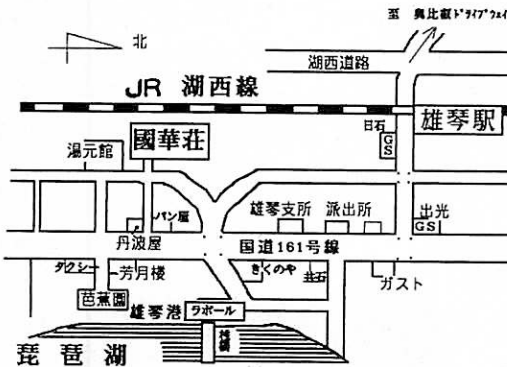 至 奥比叡ドライブウェイ
北
湖西道路
JR 湖西線
雄琴駅
日石
GS
國華荘
湯元館
パン屋
丹波屋
雄琴支所
派出所
出光
GS
国道161号線
タクシー
芳月楼
きくのや
共石
ガスト
芭蕉園
雄琴港
ラポール
桟橋
琵琶湖